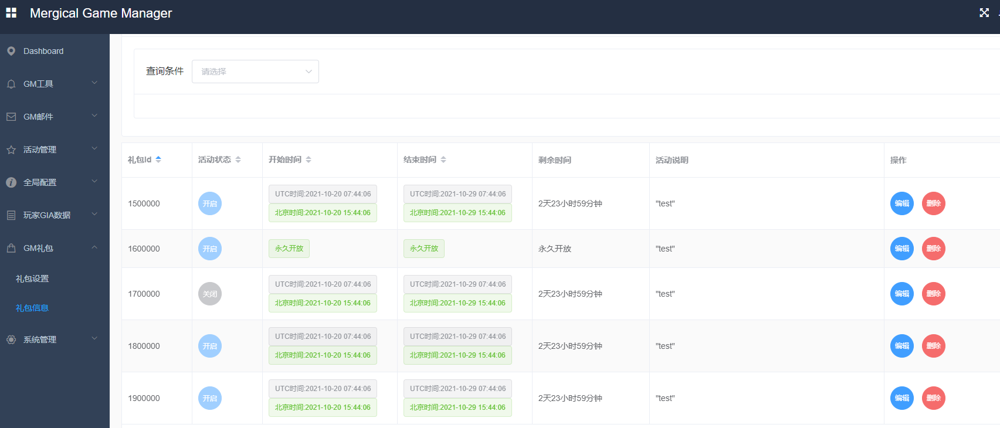 Mergical Game Manager
Dashboard
GM工具
GM邮件
活动管理
全局配置
玩家GIA数据
GM礼包
礼包设置
礼包信息
系统管理
查询条件 请选择
礼包Id 活动状态 开始时间 结束时间 剩余时间 活动说明 操作
1500000 开启 UTC时间:2021-10-20 07:44:06 UTC时间:2021-10-29 07:44:06 2天23小时59分钟 "test" 编辑 删除
北京时间:2021-10-20 15:44:06 北京时间:2021-10-29 15:44:06
1600000 开启 永久开放 永久开放 永久开放 "test" 编辑 删除
1700000 关闭 UTC时间:2021-10-20 07:44:06 UTC时间:2021-10-29 07:44:06 2天23小时59分钟 "test" 编辑 删除
北京时间:2021-10-20 15:44:06 北京时间:2021-10-29 15:44:06
1800000 开启 UTC时间:2021-10-20 07:44:06 UTC时间:2021-10-29 07:44:06 2天23小时59分钟 "test" 编辑 删除
北京时间:2021-10-20 15:44:06 北京时间:2021-10-29 15:44:06
1900000 开启 UTC时间:2021-10-20 07:44:06 UTC时间:2021-10-29 07:44:06 2天23小时59分钟 "test" 编辑 删除
北京时间:2021-10-20 15:44:06 北京时间:2021-10-29 15:44:06